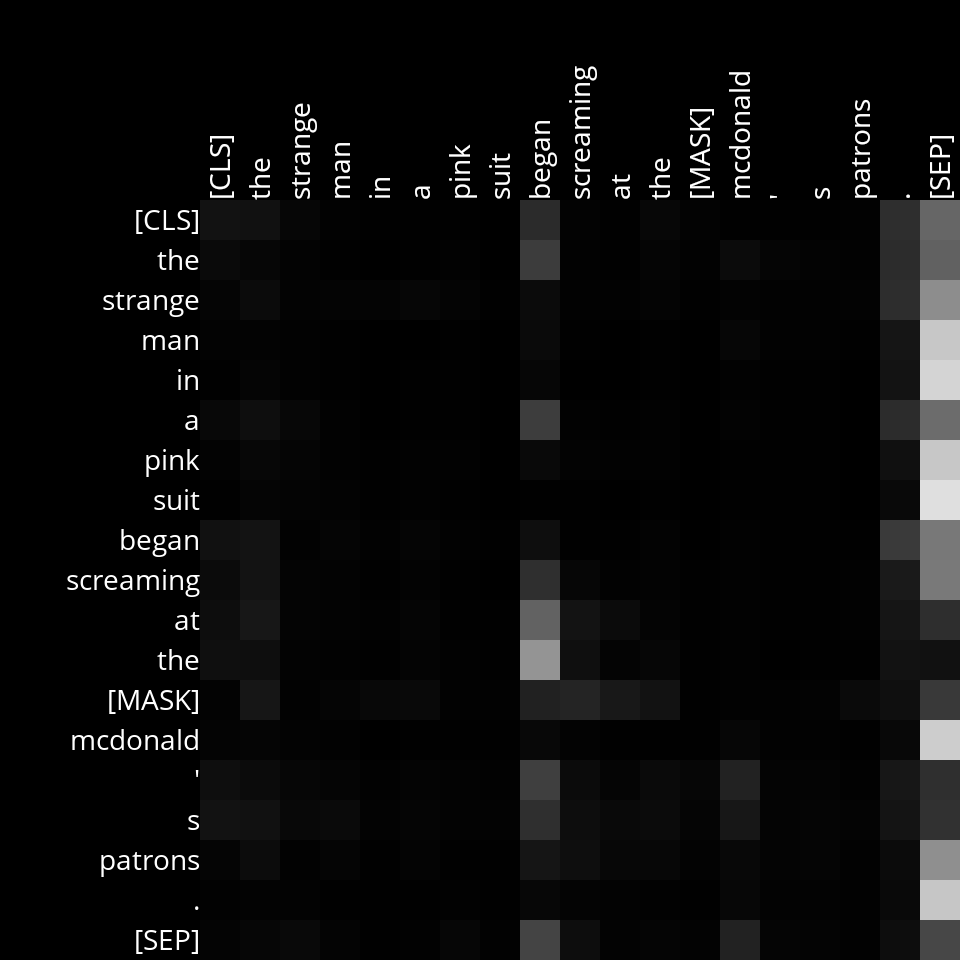 [CLS] the strange man in a pink suit began screaming at the [MASK] mcdonald ' s patrons . [SEP]
[CLS]
the
strange
man
in
a
pink
suit
began
screaming
at
the
[MASK]
mcdonald
'
s
patrons
.
[SEP]